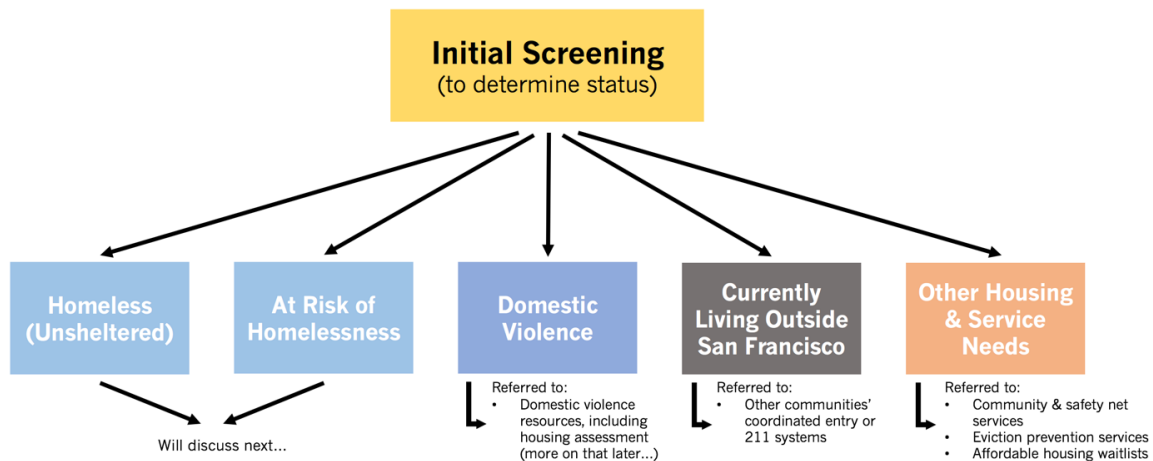 Initial Screening
(to determine status)
Homeless
(Unsheltered)
At Risk of
Homelessness
Domestic
Violence
Currently
Living Outside
San Francisco
Other Housing
& Service
Needs
Will discuss next...
Referred to:
• Domestic violence
resources, including
housing assessment
(more on that later...)
Referred to:
• Other communities’
coordinated entry or
211 systems
Referred to:
• Community & safety net
services
• Eviction prevention services
• Affordable housing waitlists